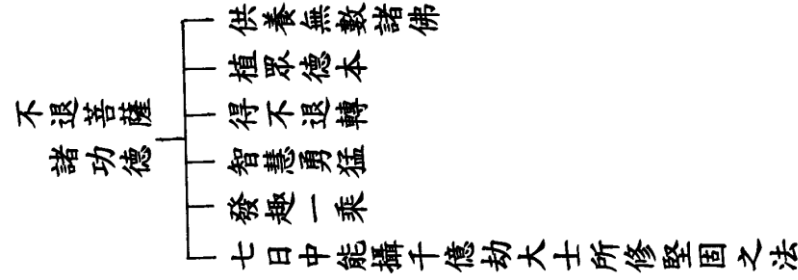 不退菩薩
諸功德
供養無數諸佛
植眾德本
得不退轉
智慧勇猛
發趣一乘
七日中能攝千億劫大士所修堅固之法